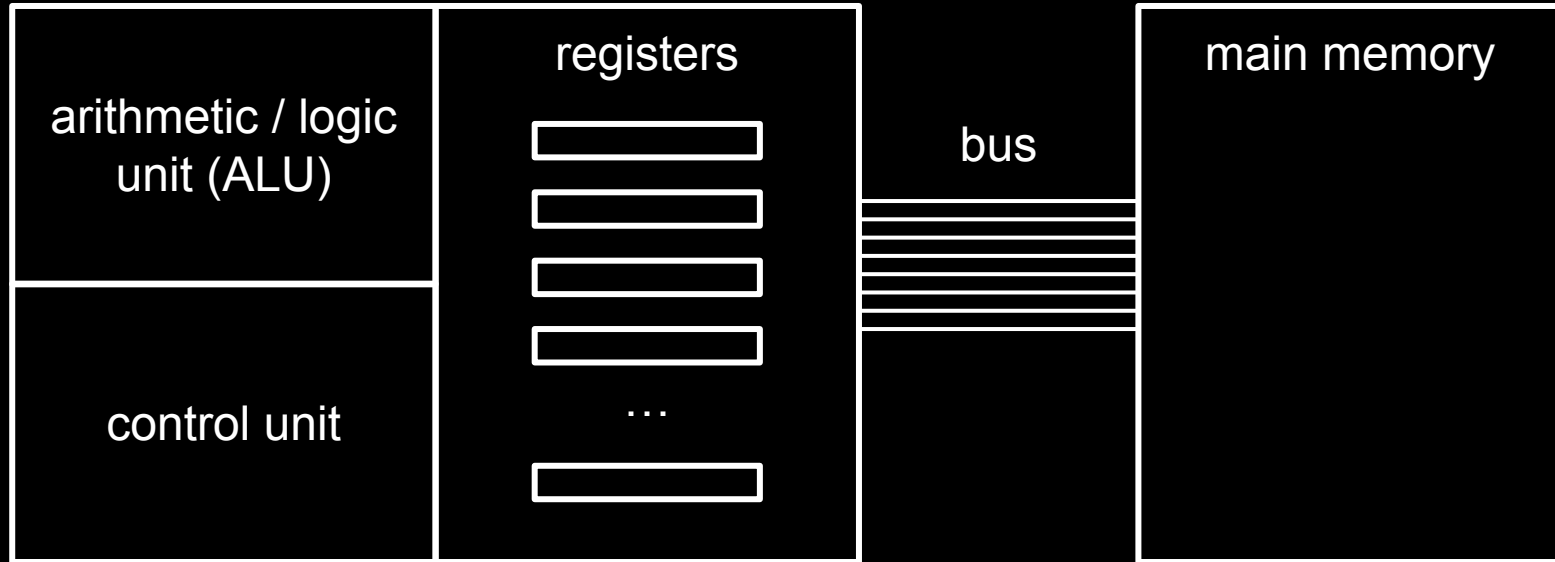 arithmetic / logic
unit (ALU)
control unit
registers
…
bus
main memory